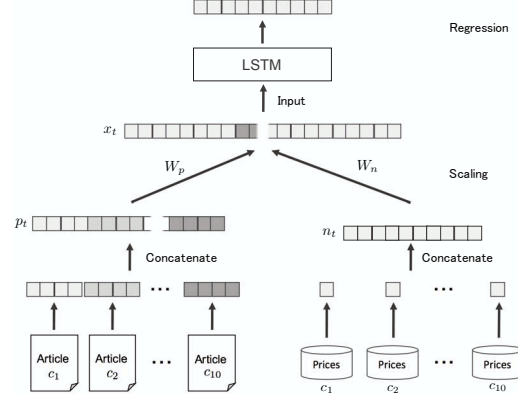 Regression
LSTM
Input
x_t
W_p
W_n
Scaling
p_t
n_t
Concatenate
Concatenate
...
...
Article
c_1
Article
c_2
...
Article
c_10
Prices
c_1
Prices
c_2
...
Prices
c_10